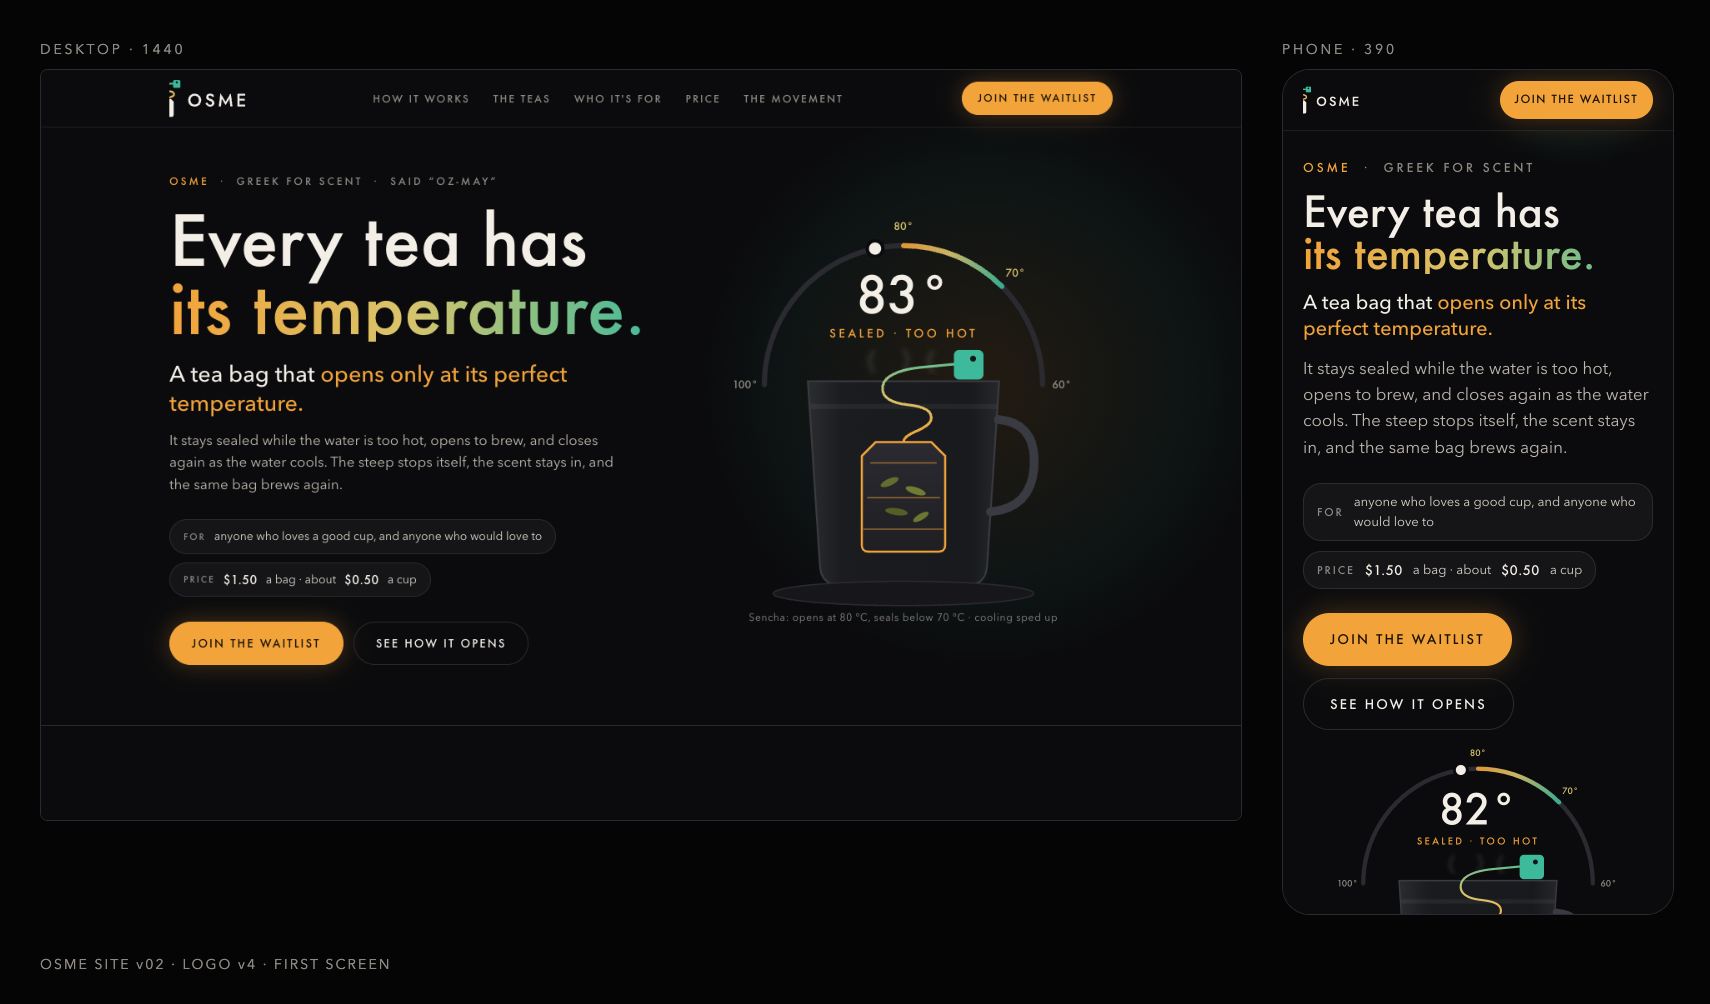 DESKTOP · 1440
OSME
HOW IT WORKS
THE TEAS
WHO IT'S FOR
PRICE
THE MOVEMENT
JOIN THE WAITLIST
OSME · GREEK FOR SCENT · SAID “OZ-MAY”
Every tea has
its temperature.
A tea bag that opens only at its perfect
temperature.
It stays sealed while the water is too hot, opens to brew, and closes
again as the water cools. The steep stops itself, the scent stays in, and
the same bag brews again.
FOR anyone who loves a good cup, and anyone who would love to
PRICE $1.50 a bag · about $0.50 a cup
JOIN THE WAITLIST
SEE HOW IT OPENS
80°
70°
83°
SEALED · TOO HOT
100°
60°
Sencha: opens at 80 °C, seals below 70 °C · cooling sped up
PHONE · 390
OSME
JOIN THE WAITLIST
OSME · GREEK FOR SCENT
Every tea has
its temperature.
A tea bag that opens only at its
perfect temperature.
It stays sealed while the water is too hot,
opens to brew, and closes again as the water
cools. The steep stops itself, the scent stays
in, and the same bag brews again.
FOR anyone who loves a good cup, and anyone who
would love to
PRICE $1.50 a bag · about $0.50 a cup
JOIN THE WAITLIST
SEE HOW IT OPENS
80°
70°
82°
SEALED · TOO HOT
100°
60°
OSME SITE v02 · LOGO v4 · FIRST SCREEN